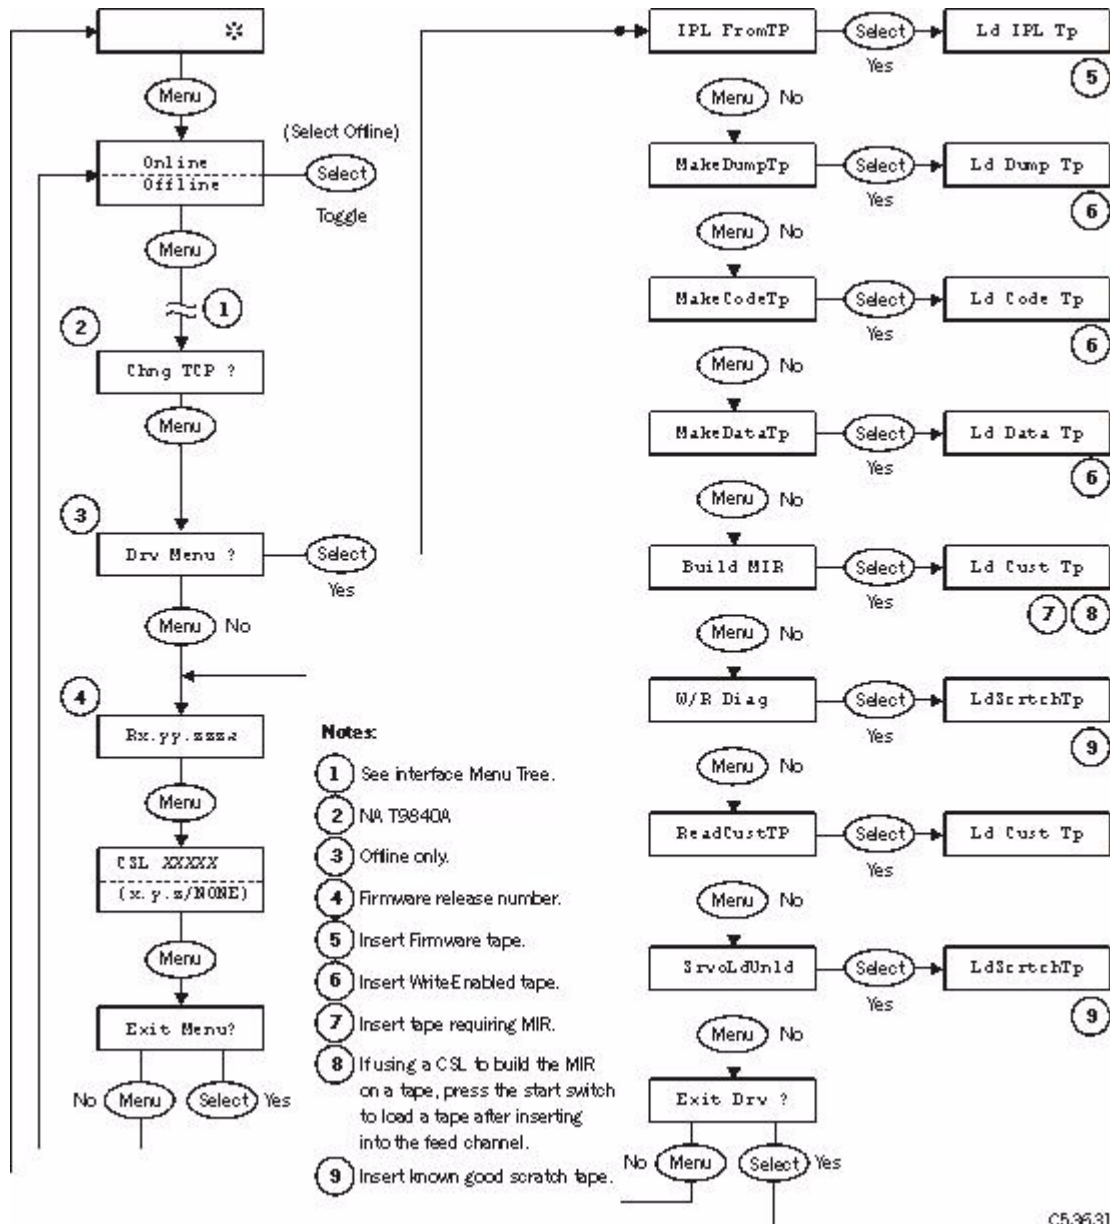 *
Menu
(Select Offline)
Online
Offline
Select
Toggle
Menu
1
2
Chng TCP ?
Menu
3
Drv Menu ?
Select
Yes
Menu No
4
Rx.yy.zzzz
Menu
CSL XXXXX
(x.y.z/NONE)
Menu
Exit Menu?
No Menu
Select Yes
Notes:
1 See interface Menu Tree.
2 NA T9840A
3 Offline only.
4 Firmware release number.
5 Insert Firmware tape.
6 Insert Write-Enabled tape.
7 Insert tape requiring MIR.
8 If using a CSL to build the MIR
on a tape, press the start switch
to load a tape after inserting
into the feed channel.
9 Insert known good scratch tape.
IPL FromTP
Select
Yes
Ld IPL Tp
5
Menu No
MakeDumpTp
Select
Yes
Ld Dump Tp
6
Menu No
MakeCodeTp
Select
Yes
Ld Code Tp
6
Menu No
MakeDataTp
Select
Yes
Ld Data Tp
6
Menu No
Build MIR
Select
Yes
Ld Cust Tp
7 8
Menu No
W/R Diag
Select
Yes
LdScrtchTp
9
Menu No
ReadCustTP
Select
Yes
Ld Cust Tp
Menu No
SrvoLdUnld
Select
Yes
LdScrtchTp
9
Menu No
Exit Drv ?
No Menu
Select Yes
C53631